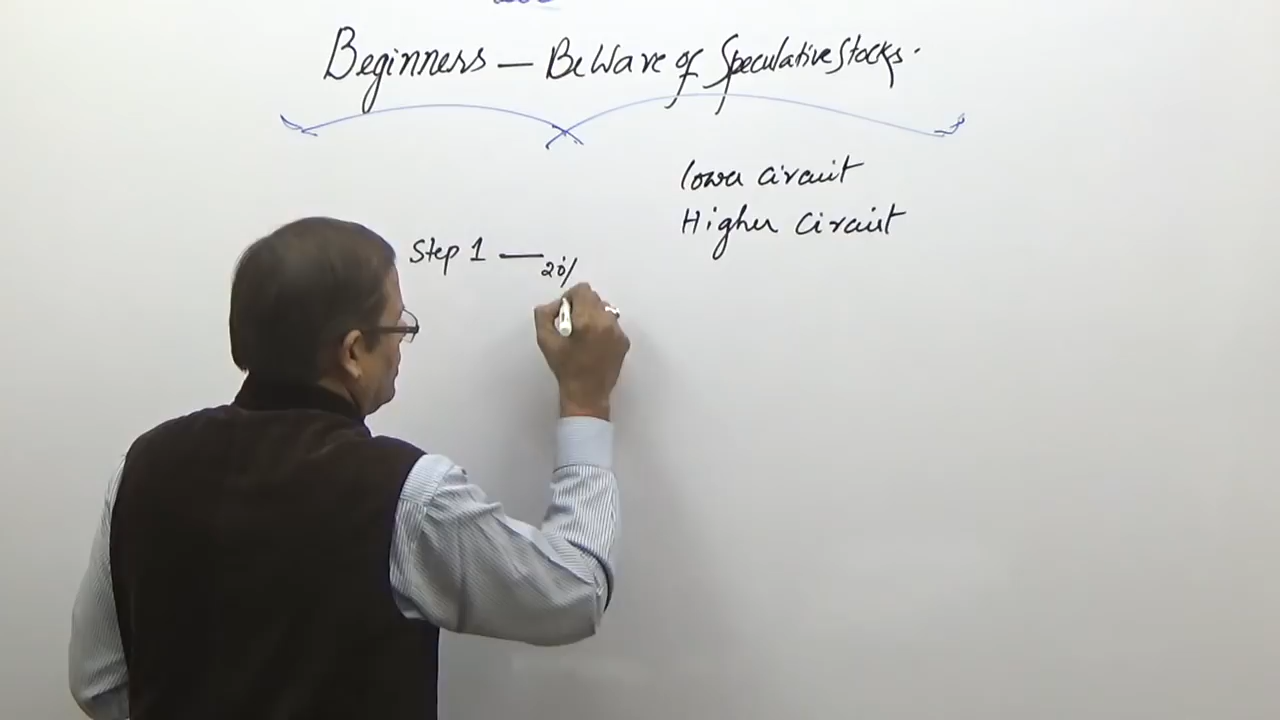 Beginners — BeWare of Speculative Stocks.
lower circuit
Higher Circuit
Step 1 — 20%